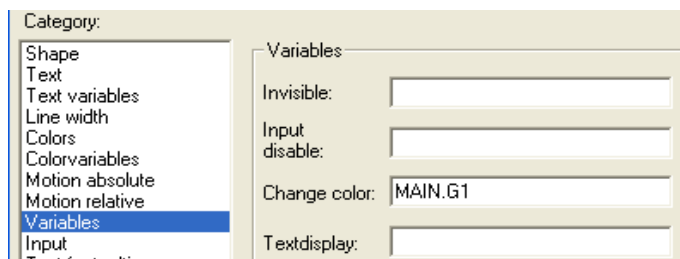 Category:
Shape
Text
Text variables
Line width
Colors
Colorvariables
Motion absolute
Motion relative
Variables
Input
Variables
Invisible:
Input
disable:
Change color: MAIN.G1
Textdisplay: